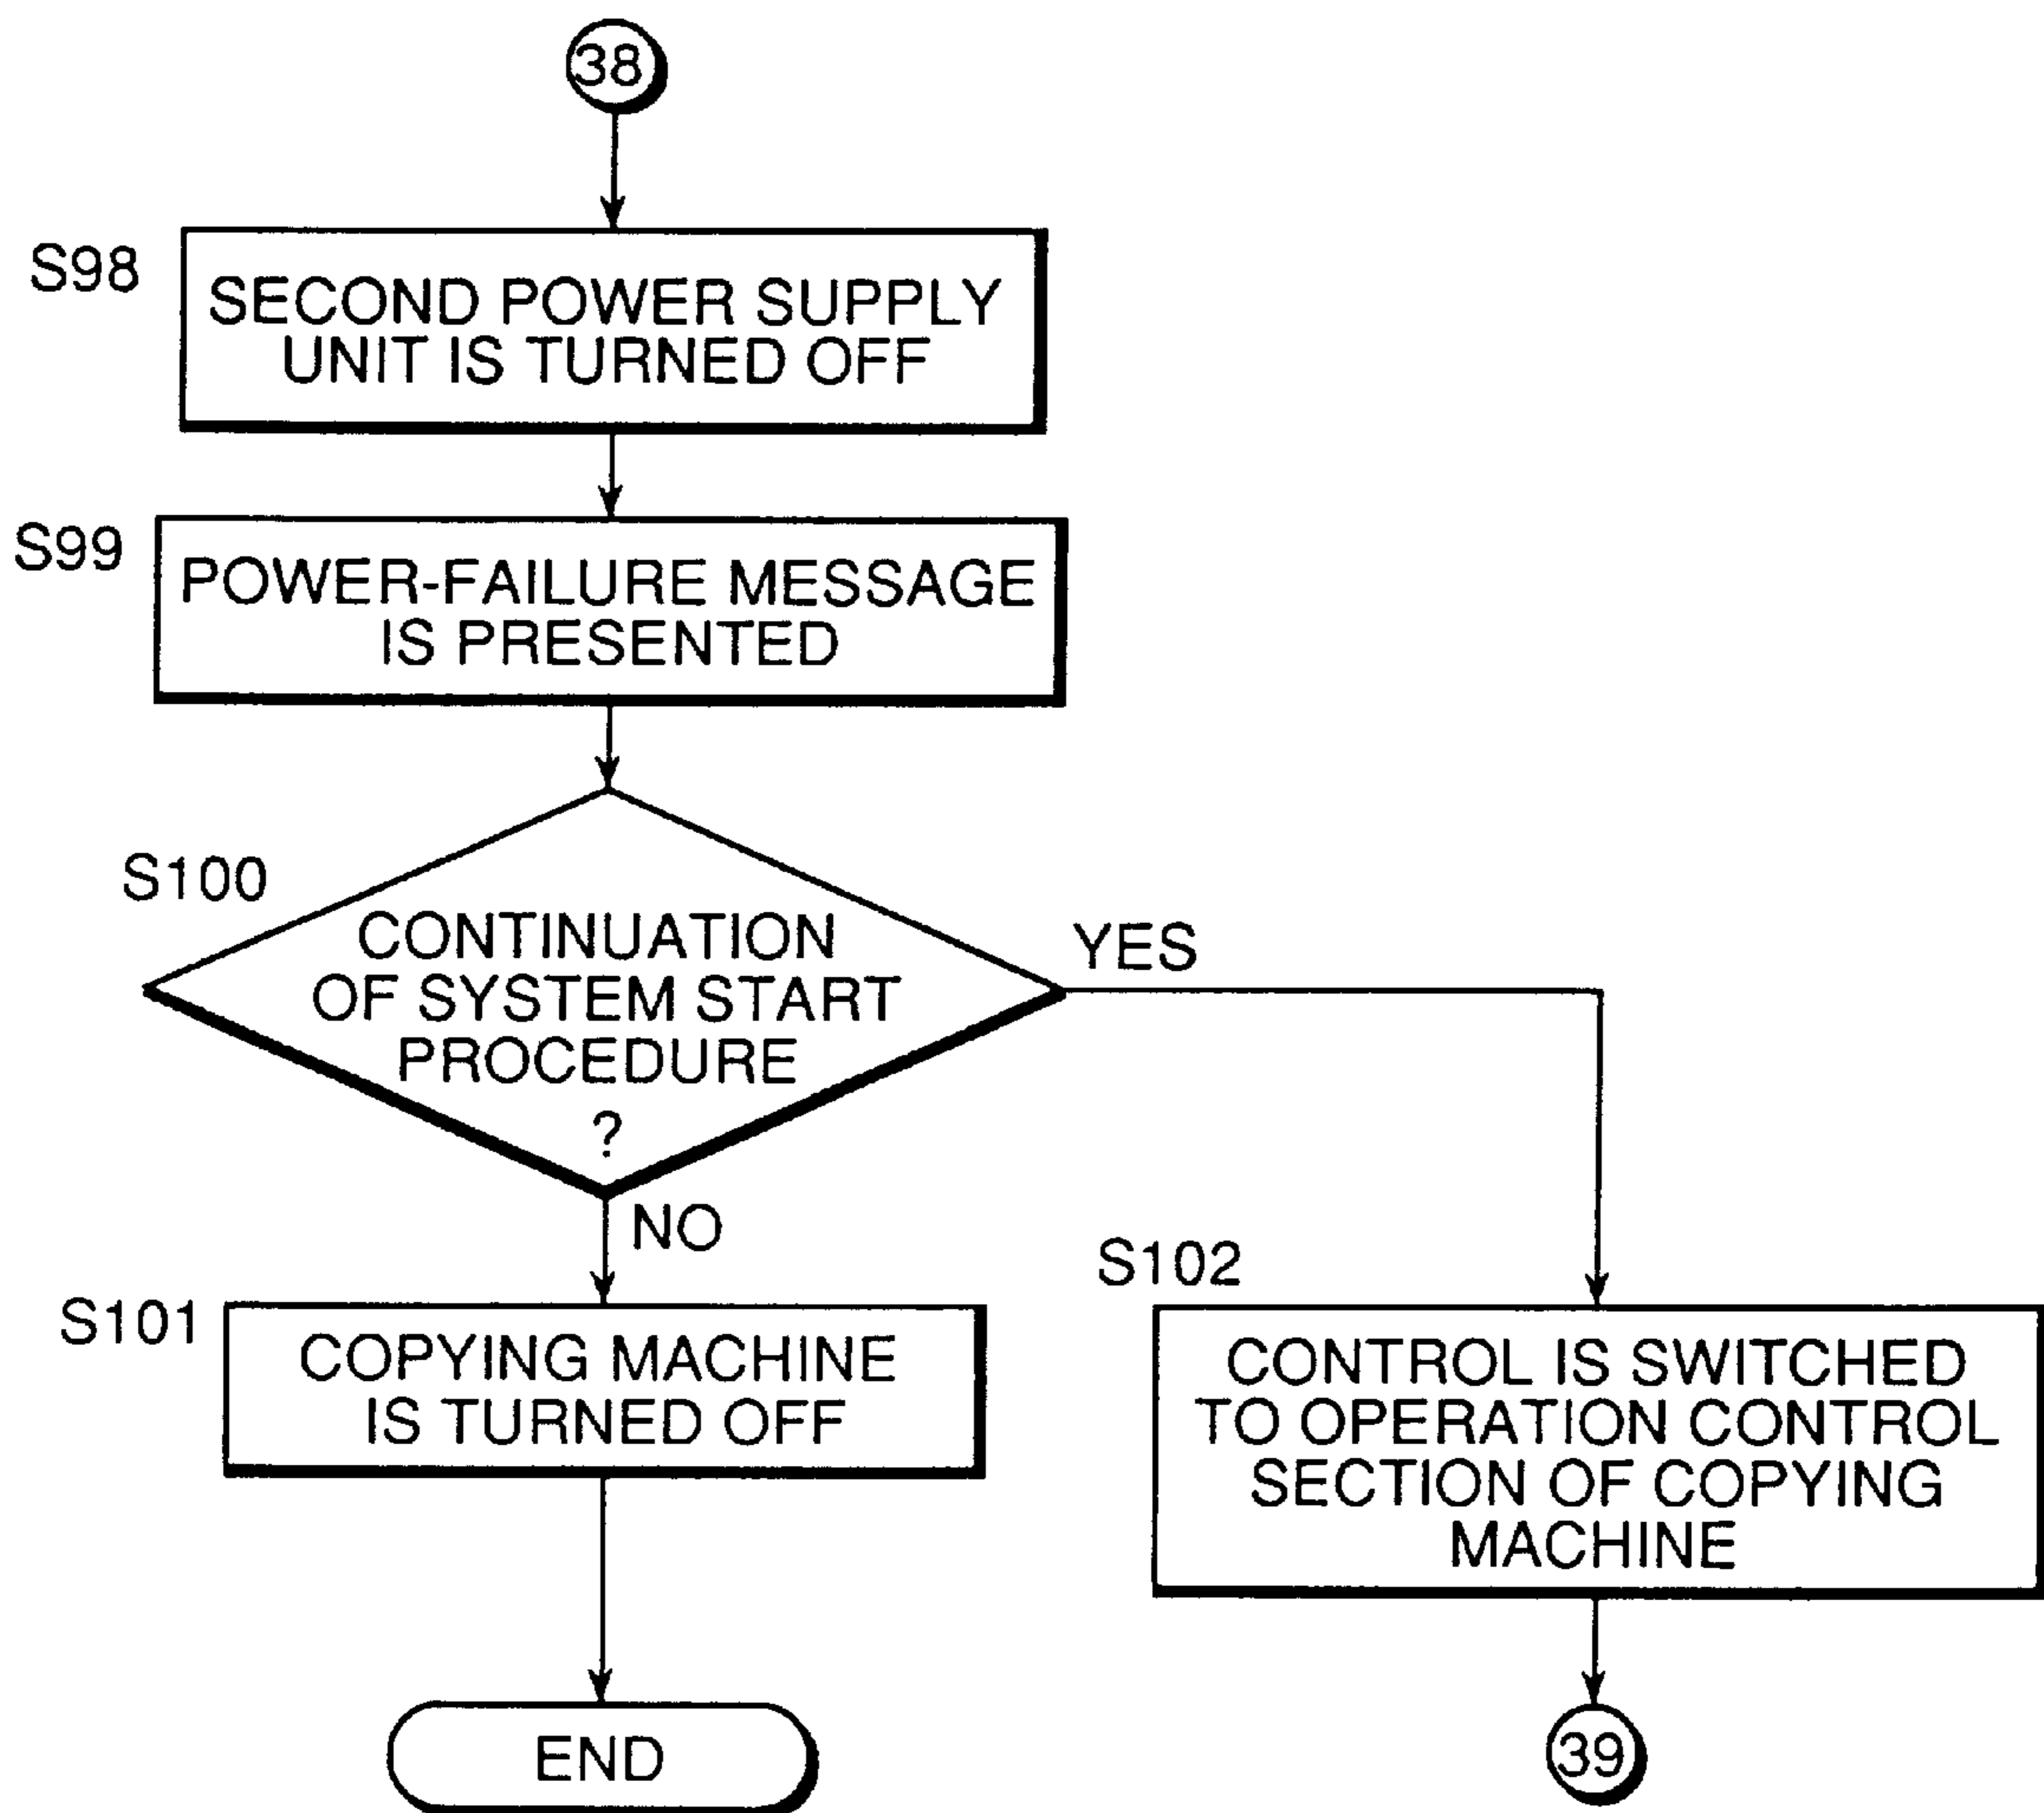 38
S98
SECOND POWER SUPPLY
UNIT IS TURNED OFF
S99
POWER-FAILURE MESSAGE
IS PRESENTED
S100
CONTINUATION
OF SYSTEM START
PROCEDURE
?
YES
NO
S101
COPYING MACHINE
IS TURNED OFF
S102
CONTROL IS SWITCHED
TO OPERATION CONTROL
SECTION OF COPYING
MACHINE
END
39